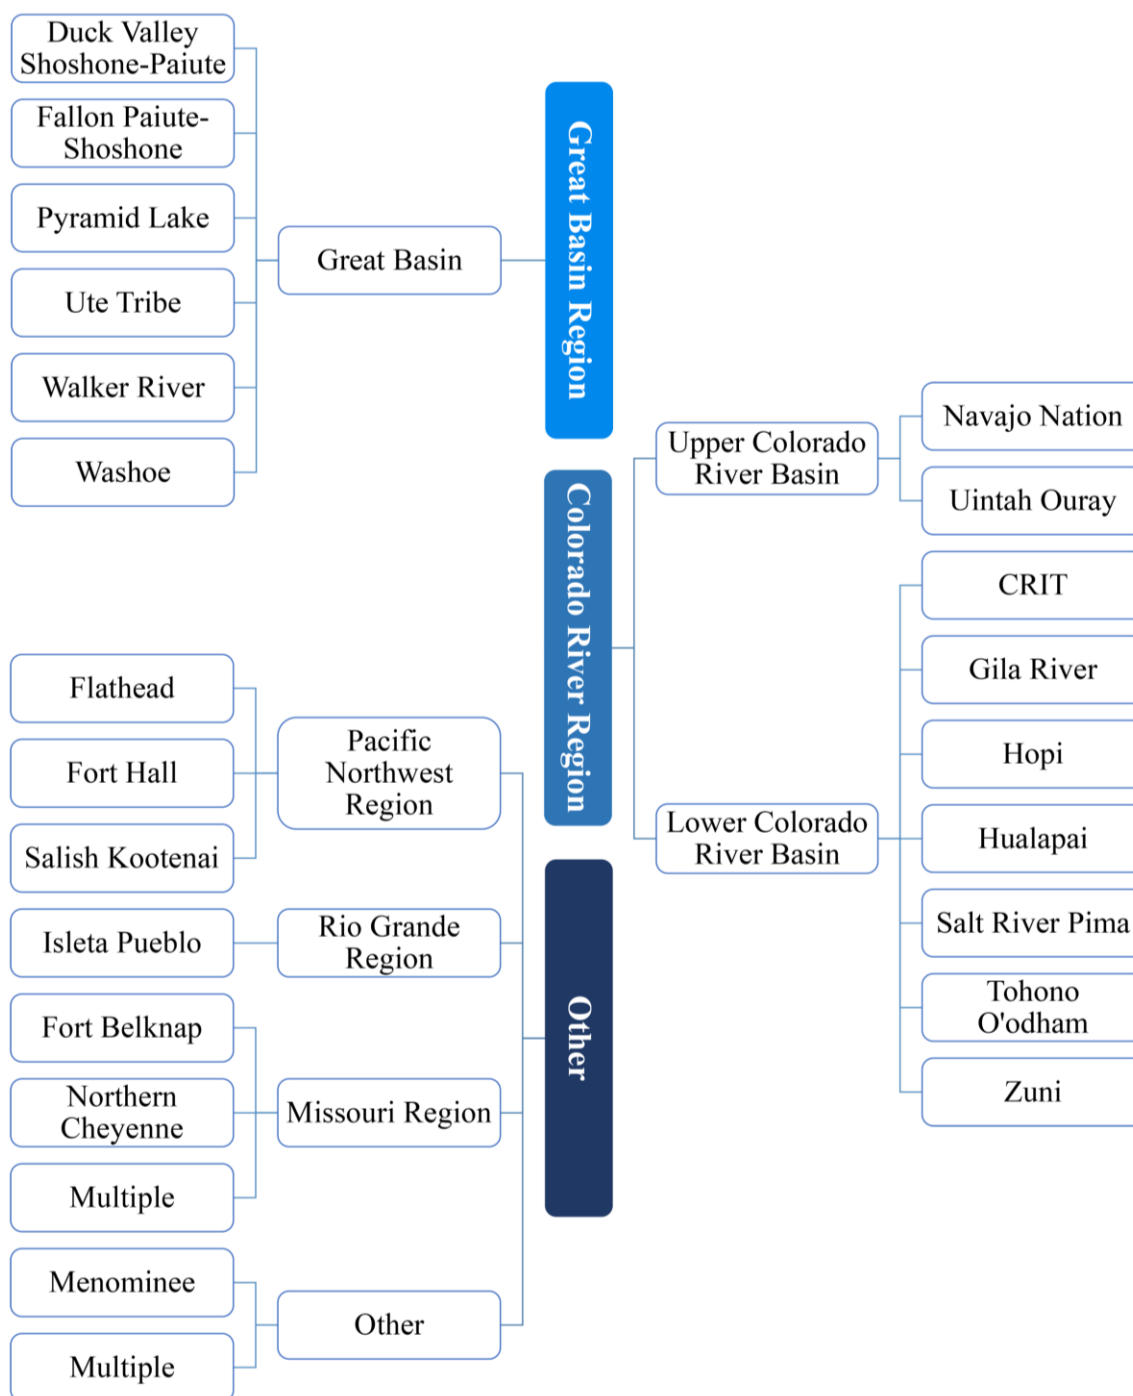 Duck Valley
Shoshone-Paiute
Fallon Paiute-
Shoshone
Pyramid Lake
Ute Tribe
Walker River
Washoe
Great Basin
Great Basin Region
Colorado River Region
Upper Colorado
River Basin
Navajo Nation
Uintah Ouray
Lower Colorado
River Basin
CRIT
Gila River
Hopi
Hualapai
Salt River Pima
Tohono
O'odham
Zuni
Other
Pacific
Northwest
Region
Flathead
Fort Hall
Salish Kootenai
Rio Grande
Region
Isleta Pueblo
Missouri Region
Fort Belknap
Northern
Cheyenne
Multiple
Other
Menominee
Multiple